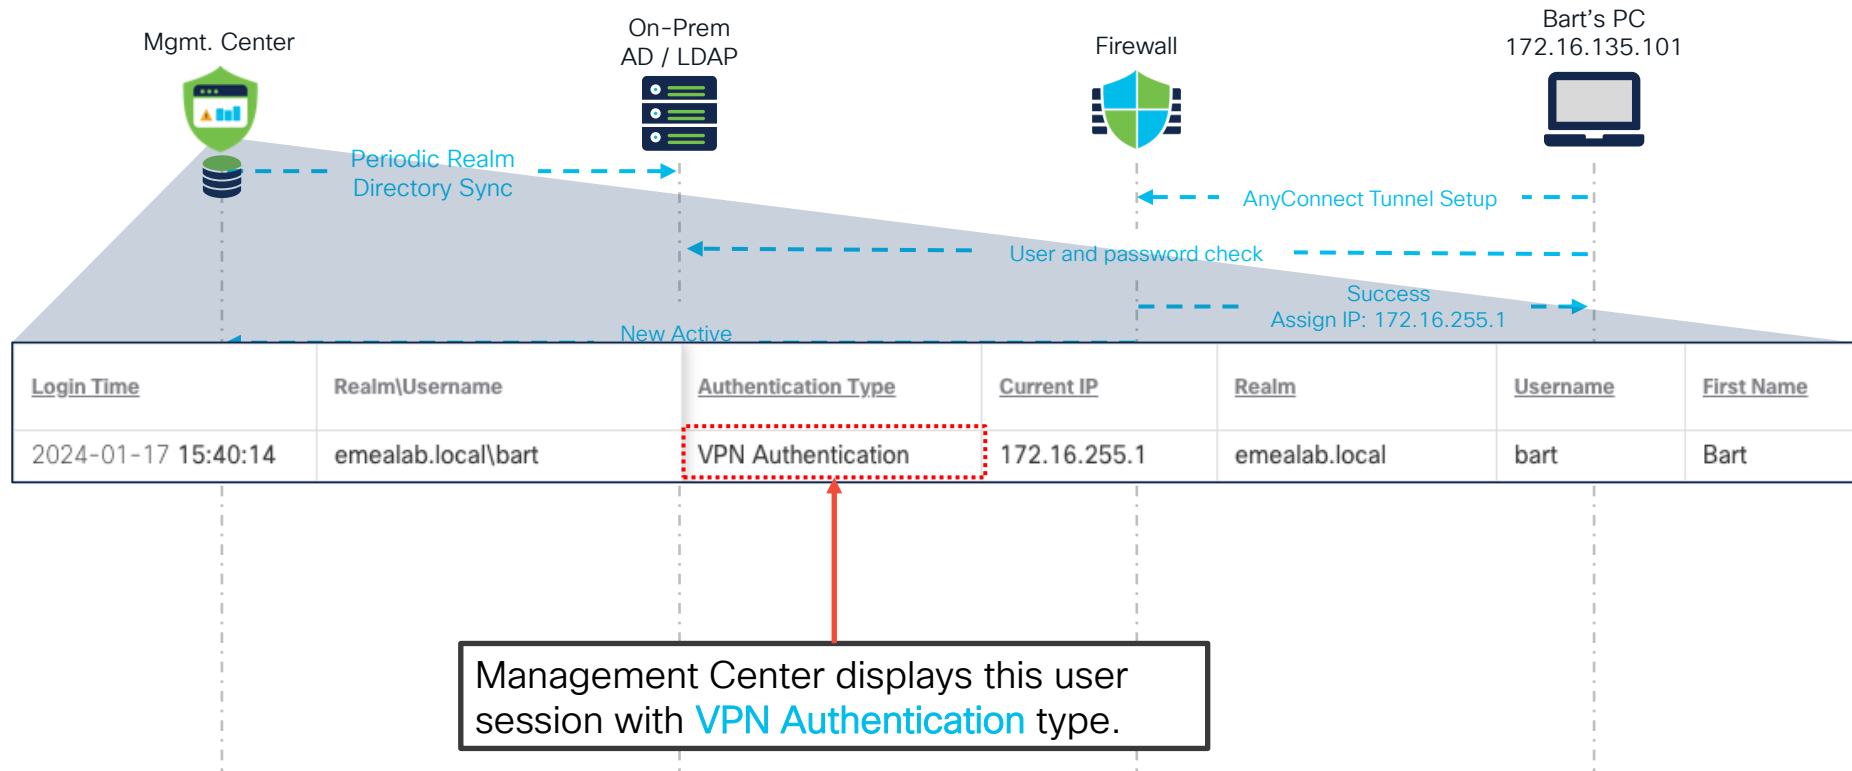 Mgmt. Center
On-Prem
AD / LDAP
Firewall
Bart's PC
172.16.135.101
Periodic Realm
Directory Sync
AnyConnect Tunnel Setup
User and password check
Success
Assign IP: 172.16.255.1
New Active
Login Time Realm\Username Authentication Type Current IP Realm Username First Name
2024-01-17 15:40:14 emealab.local\bart VPN Authentication 172.16.255.1 emealab.local bart Bart
Management Center displays this user
session with VPN Authentication type.